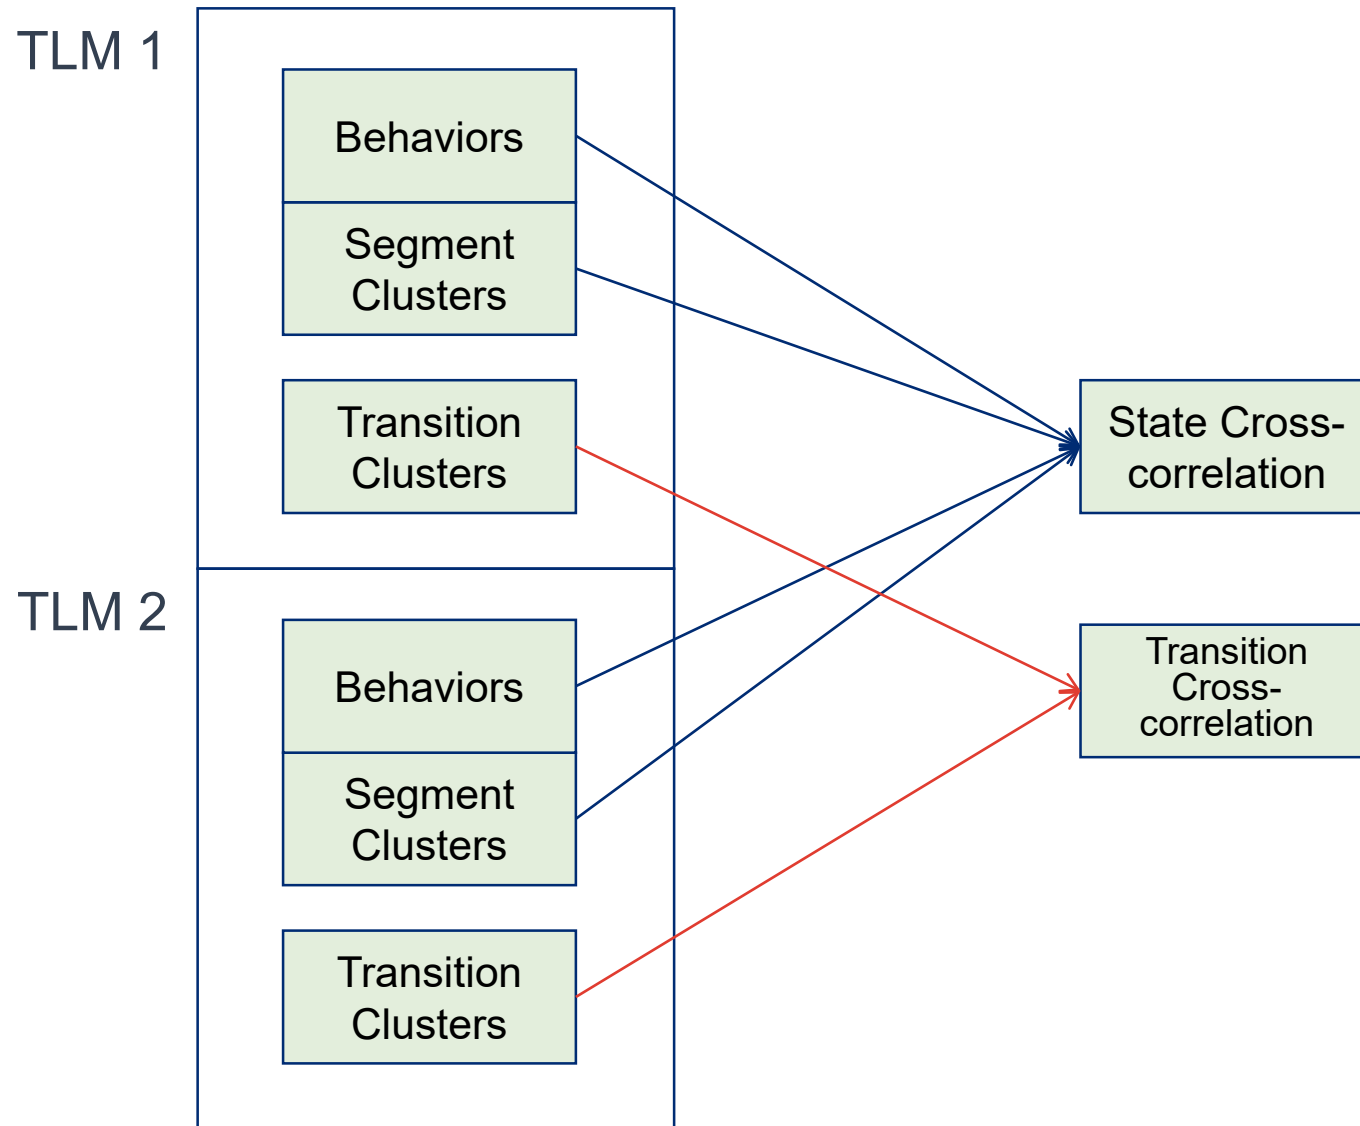 TLM 1
Behaviors
Segment
Clusters
Transition
Clusters
State Cross-
correlation
TLM 2
Behaviors
Segment
Clusters
Transition
Clusters
Transition
Cross-
correlation